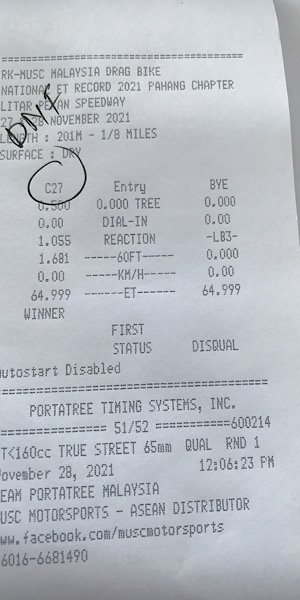 RK-MUSC MALAYSIA DRAG BIKE
NATIONAL ET RECORD 2021 PAHANG CHAPTER
LITAR PEKAN SPEEDWAY
27 - 28 NOVEMBER 2021
LENGTH : 201M - 1/8 MILES
SURFACE : DRY
DNF
C27 Entry BYE
0.500 0.000 TREE 0.000
0.00 DIAL-IN 0.00
1.055 REACTION -LB3-
1.681 -----60FT----- 0.000
0.00 -----KM/H----- 0.00
64.999 ------ET------ 64.999
WINNER
FIRST
STATUS DISQUAL
Autostart Disabled
PORTATREE TIMING SYSTEMS, INC.
=============== 51/52 ===========600214
T<160cc TRUE STREET 65mm QUAL RND 1
November 28, 2021 12:06:23 PM
TEAM PORTATREE MALAYSIA
MUSC MOTORSPORTS - ASEAN DISTRIBUTOR
www.facebook.com/muscmotorsports
6016-6681490